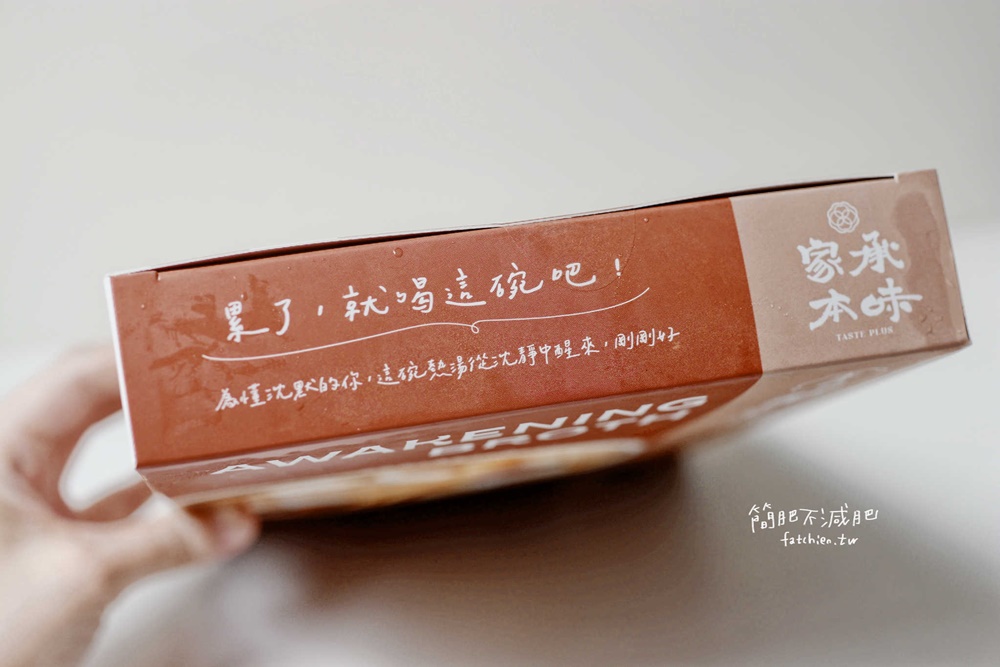 累了，就喝這碗吧！
為懂沈默的你，這碗熱湯從沈靜中醒來，剛剛好
AWAKENING
BROTH
家承
本味
TASTE PLUS
簡肥不減肥
fatchien.tw